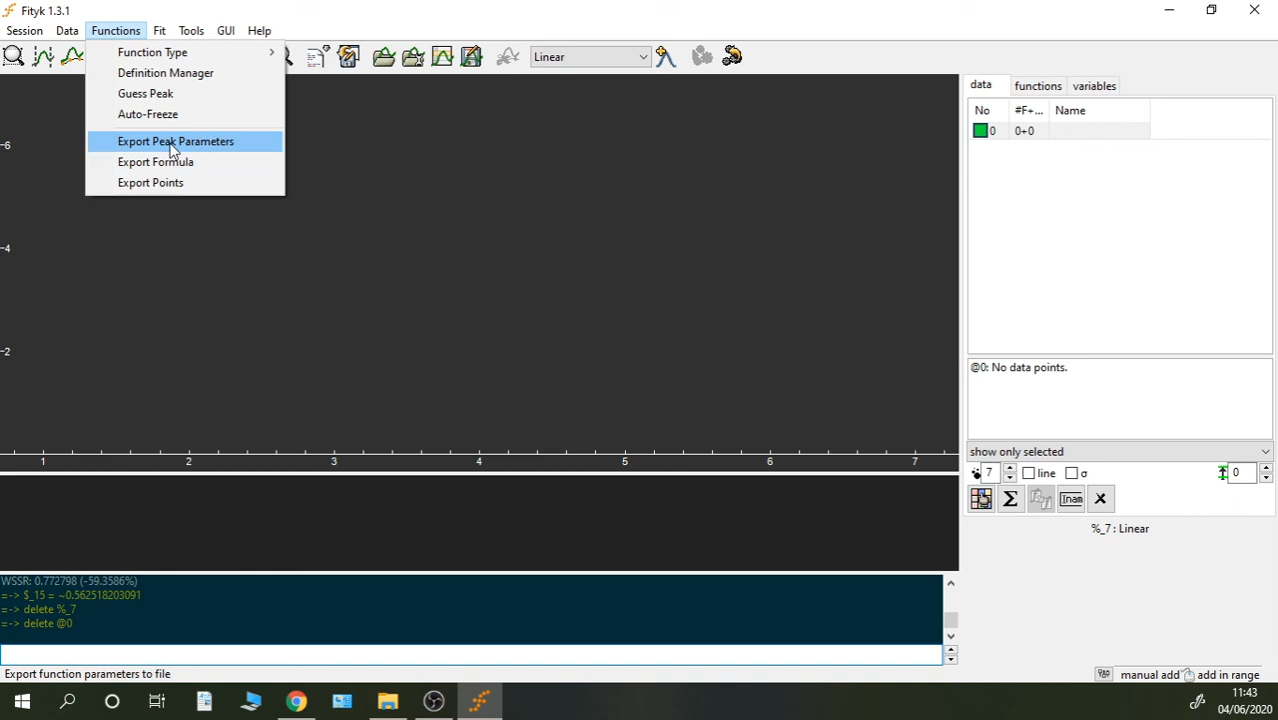 Fityk 1.3.1
Session Data Functions Fit Tools GUI Help
Linear
Function Type
Definition Manager
Guess Peak
Auto-Freeze
Export Peak Parameters
Export Formula
Export Points
-6
-4
-2
1 2 3 4 5 6 7
data functions variables
No #F+... Name
0 0+0
@0: No data points.
show only selected
7 line σ 0
Σ Inam x
%_7 : Linear
WSSR: 0.772798 (-59.3586%)
=-> $_15 = ~0.562518203091
=-> delete %_7
=-> delete @0
Export function parameters to file
manual add add in range
11:43
04/06/2020